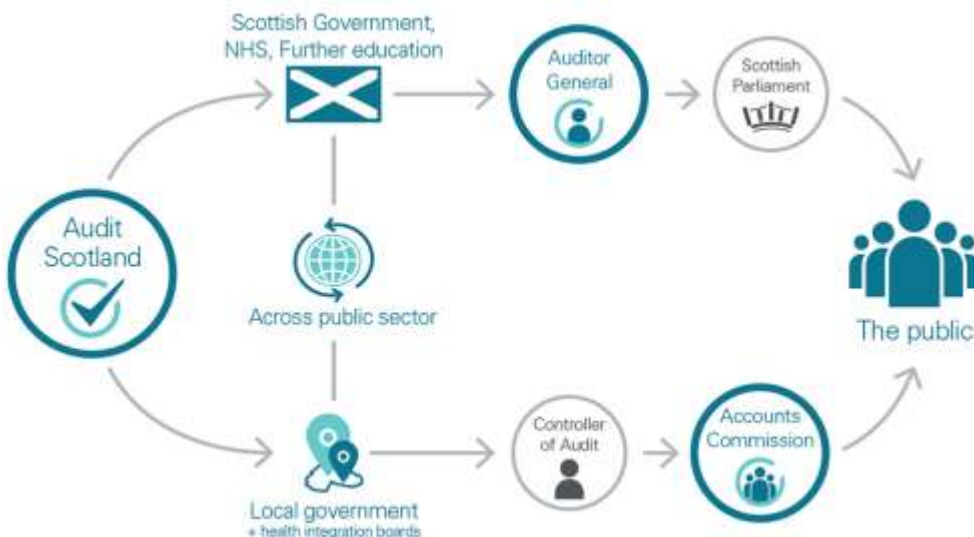 Scottish Government,
NHS, Further education
Auditor
General
Scottish
Parliament
Audit
Scotland
Across public sector
The public
Local government
+ health integration boards
Controller
of Audit
Accounts
Commission